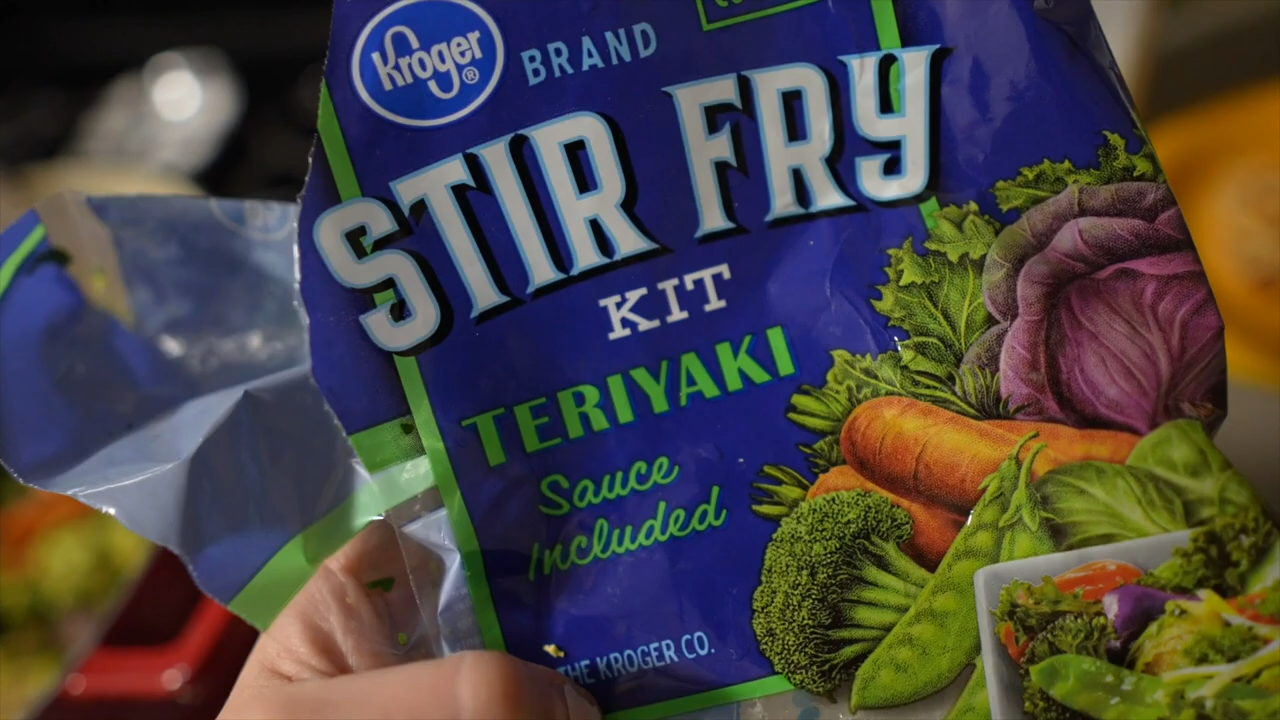 Kroger®
BRAND
STIR FRY
KIT
TERIYAKI
Sauce
Included
THE KROGER CO.